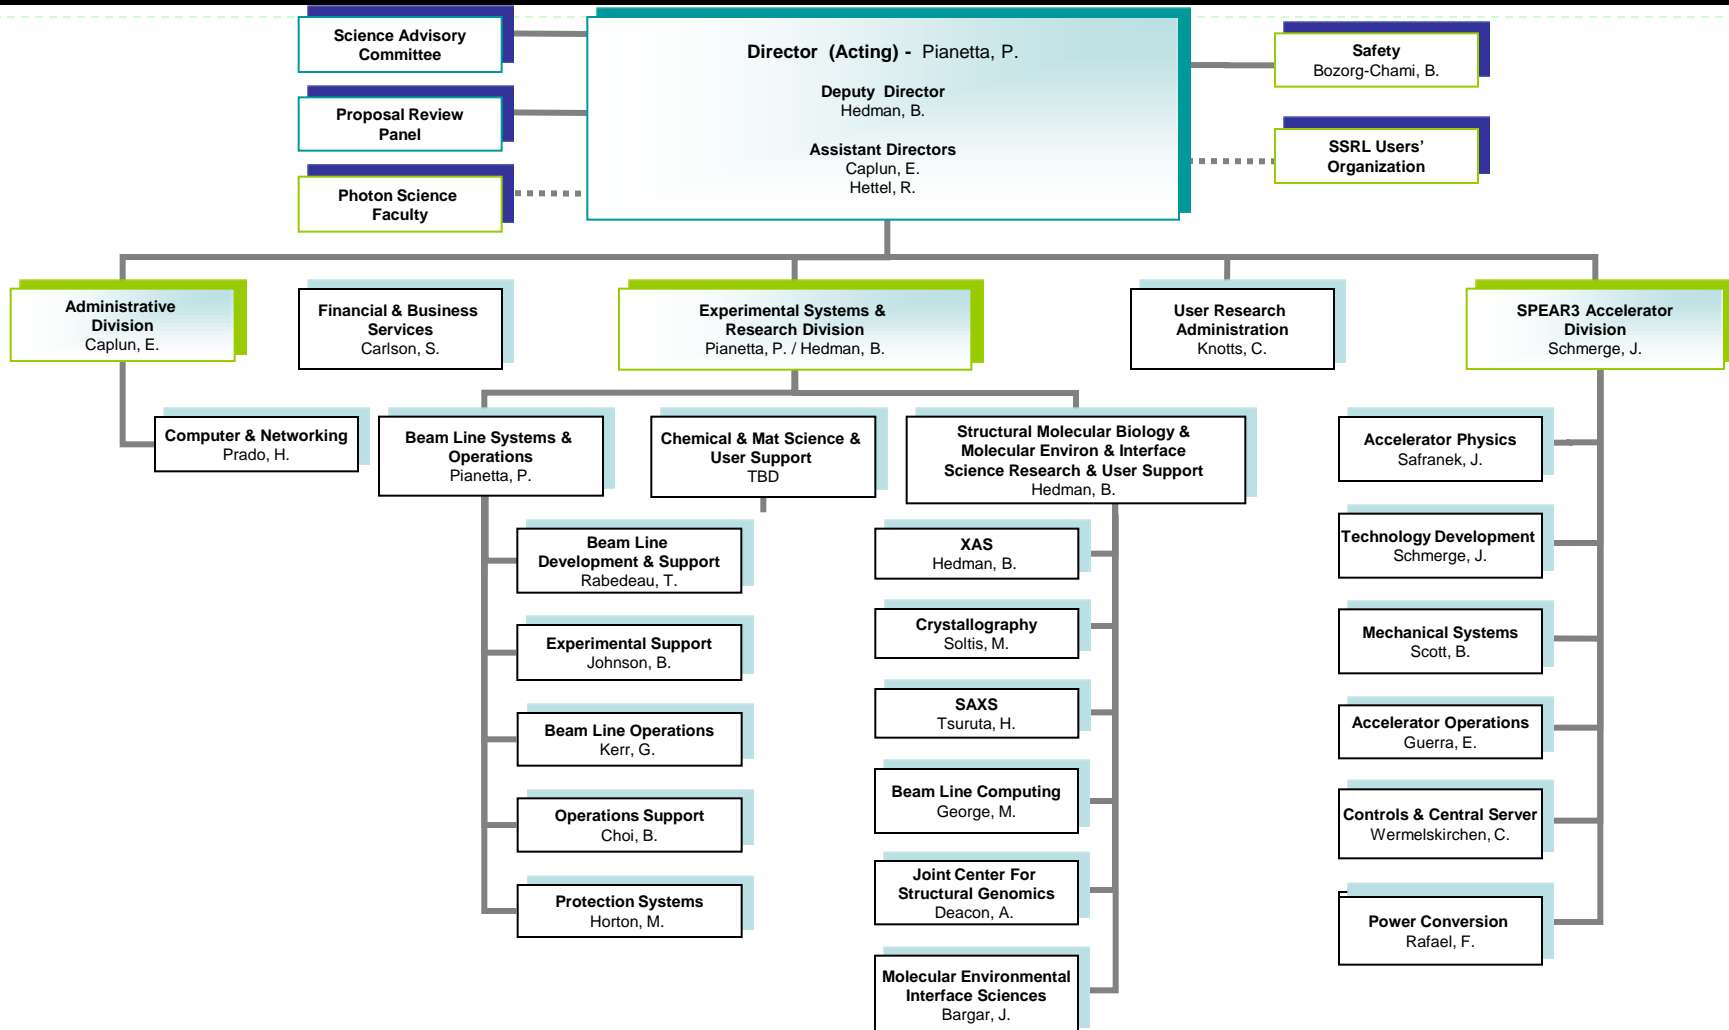 Science Advisory
Committee
Proposal Review
Panel
Photon Science
Faculty
Director (Acting) - Pianetta, P.
Deputy Director
Hedman, B.
Assistant Directors
Caplun, E.
Hettel, R.
Safety
Bozorg-Chami, B.
SSRL Users'
Organization
Administrative
Division
Caplun, E.
Financial & Business
Services
Carlson, S.
Experimental Systems &
Research Division
Pianetta, P. / Hedman, B.
User Research
Administration
Knotts, C.
SPEAR3 Accelerator
Division
Schmerge, J.
Computer & Networking
Prado, H.
Beam Line Systems &
Operations
Pianetta, P.
Chemical & Mat Science &
User Support
TBD
Structural Molecular Biology &
Molecular Environ & Interface
Science Research & User Support
Hedman, B.
Beam Line
Development & Support
Rabedeau, T.
Experimental Support
Johnson, B.
Beam Line Operations
Kerr, G.
Operations Support
Choi, B.
Protection Systems
Horton, M.
XAS
Hedman, B.
Crystallography
Soltis, M.
SAXS
Tsuruta, H.
Beam Line Computing
George, M.
Joint Center For
Structural Genomics
Deacon, A.
Molecular Environmental
Interface Sciences
Bargar, J.
Accelerator Physics
Safranek, J.
Technology Development
Schmerge, J.
Mechanical Systems
Scott, B.
Accelerator Operations
Guerra, E.
Controls & Central Server
Wermelskirchen, C.
Power Conversion
Rafael, F.